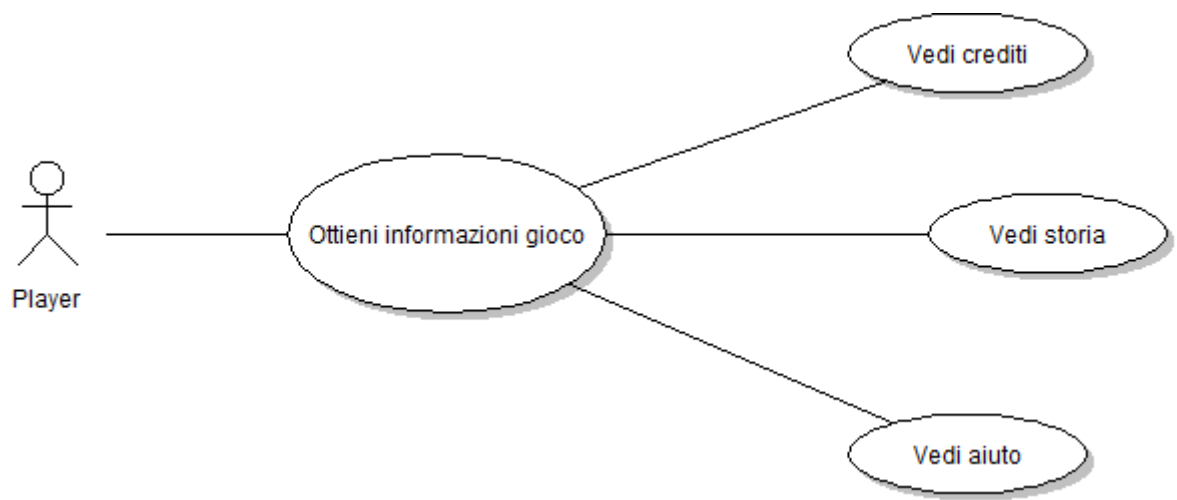 Vedi crediti
Ottieni informazioni gioco
Vedi storia
Player
Vedi aiuto